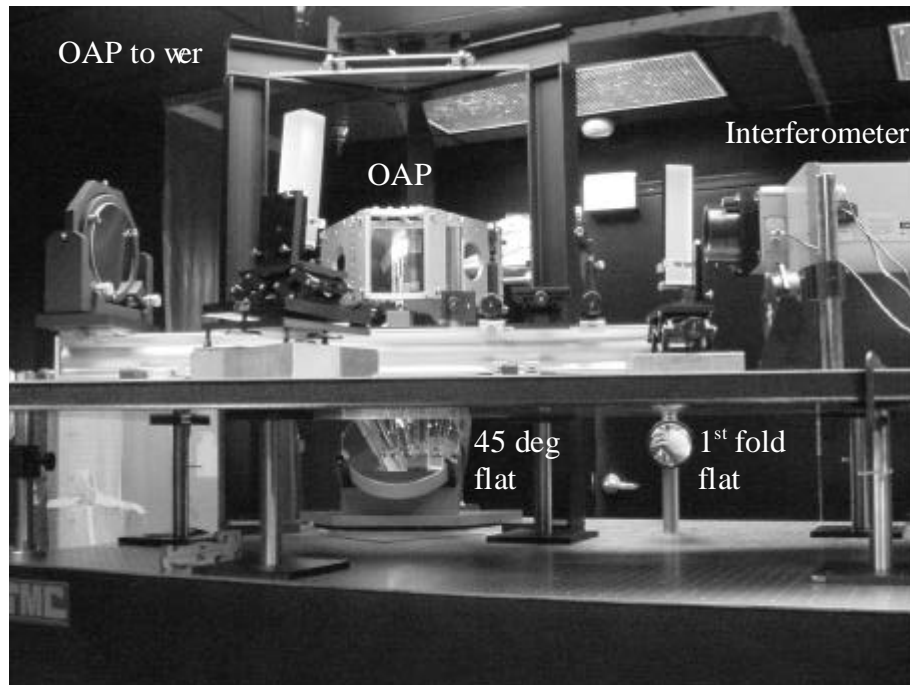 OAP to wer
Interferometer
OAP
45 deg
flat
1st fold
flat
TMC